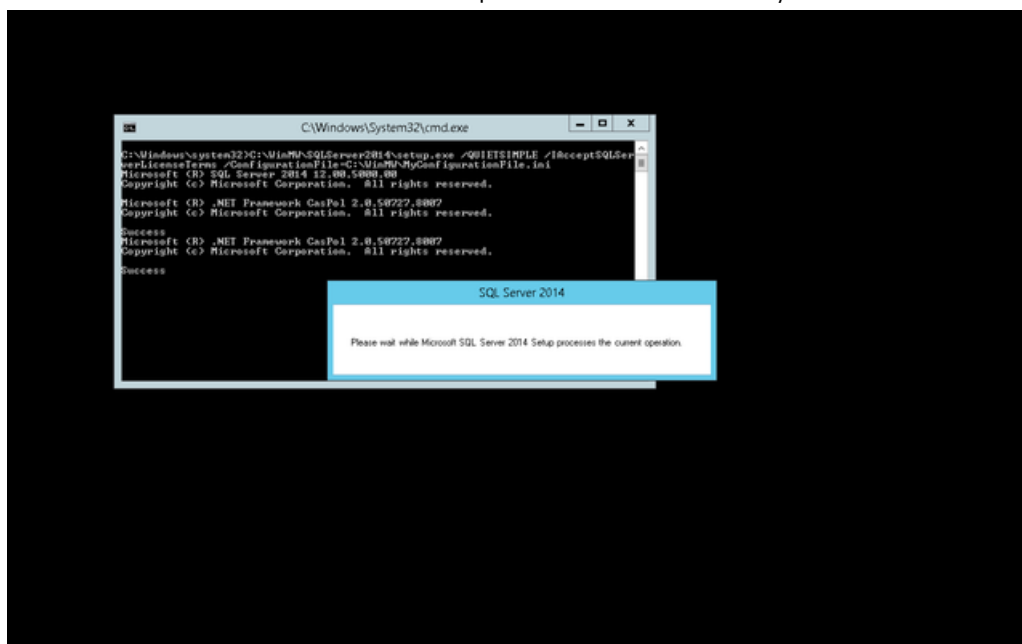 C:\Windows\System32\cmd.exe
C:\Windows\system32>C:\WinMW\SQLServer2014\setup.exe /QUIETSIMPLE /IAcceptSQLSer
verLicenseTerms /ConfigurationFile=C:\WinMW\MyConfigurationFile.ini
Microsoft (R) SQL Server 2014 12.00.5000.00
Copyright (c) Microsoft Corporation.  All rights reserved.
Microsoft (R) .NET Framework CasPol 2.0.50727.8007
Copyright (c) Microsoft Corporation.  All rights reserved.
Success
Microsoft (R) .NET Framework CasPol 2.0.50727.8007
Copyright (c) Microsoft Corporation.  All rights reserved.
Success
SQL Server 2014
Please wait while Microsoft SQL Server 2014 Setup processes the current operation.